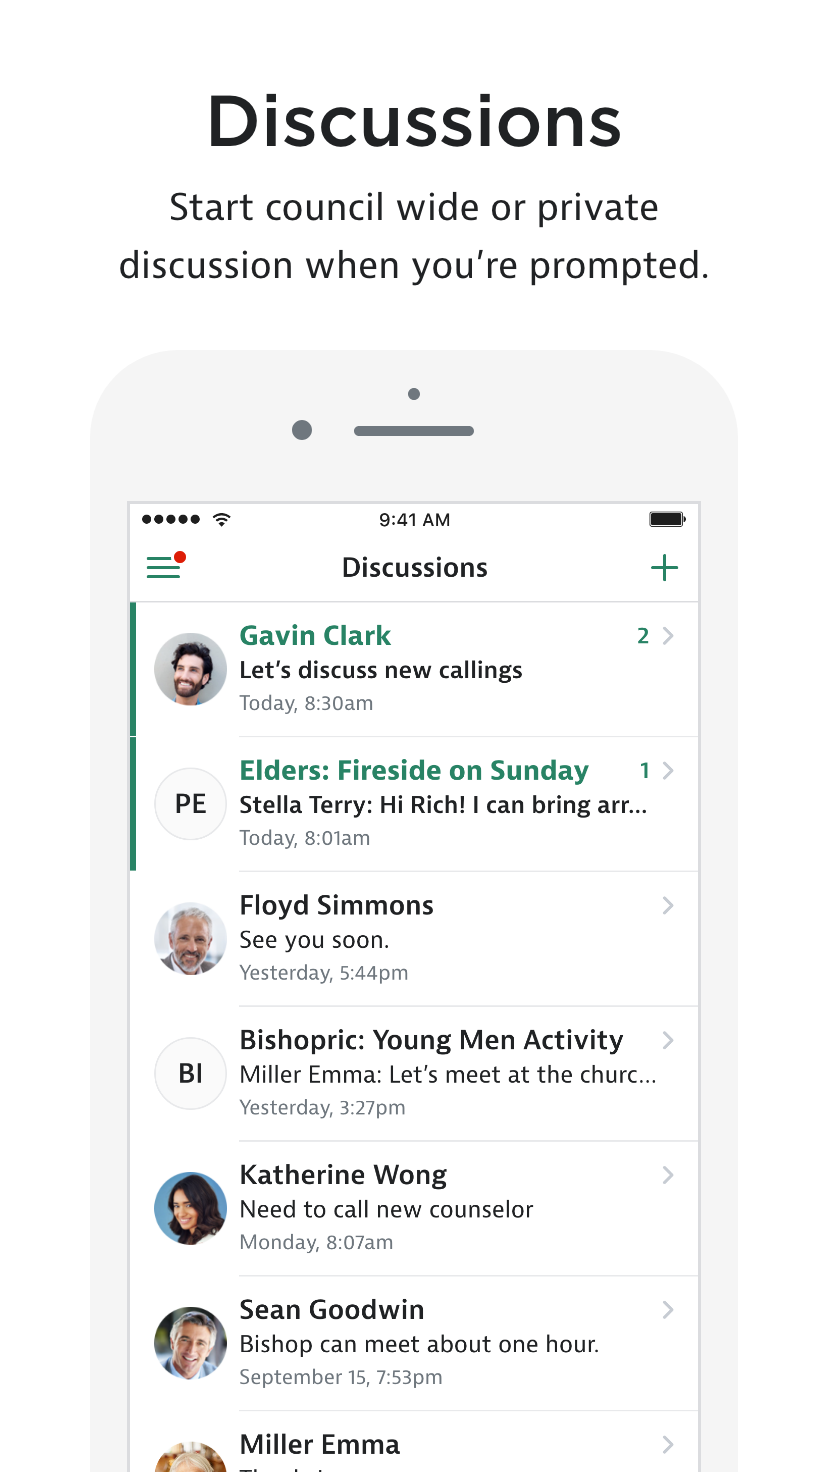 Discussions
Start council wide or private
discussion when you’re prompted.
9:41 AM
Discussions
Gavin Clark 2
Let’s discuss new callings
Today, 8:30am
PE
Elders: Fireside on Sunday 1
Stella Terry: Hi Rich! I can bring arr...
Today, 8:01am
Floyd Simmons
See you soon.
Yesterday, 5:44pm
BI
Bishopric: Young Men Activity
Miller Emma: Let’s meet at the churc...
Yesterday, 3:27pm
Katherine Wong
Need to call new counselor
Monday, 8:07am
Sean Goodwin
Bishop can meet about one hour.
September 15, 7:53pm
Miller Emma